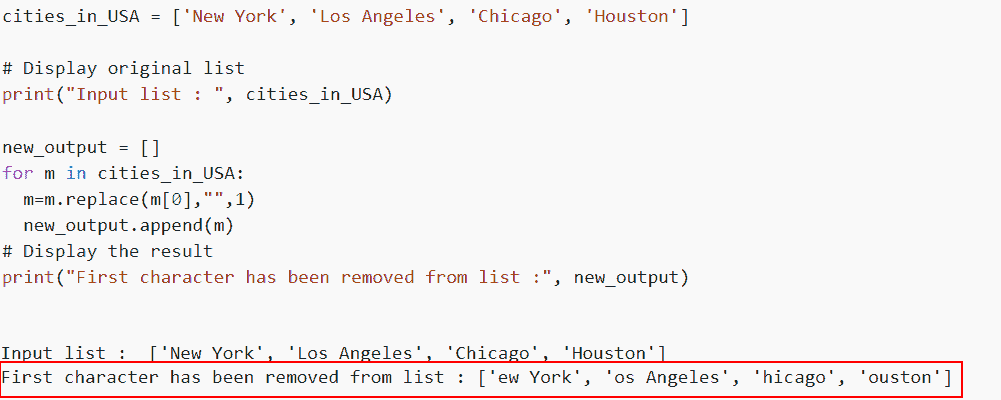 cities_in_USA = ['New York', 'Los Angeles', 'Chicago', 'Houston']
# Display original list
print("Input list : ", cities_in_USA)
new_output = []
for m in cities_in_USA:
  m=m.replace(m[0],"",1)
  new_output.append(m)
# Display the result
print("First character has been removed from list :", new_output)
Input list :  ['New York', 'Los Angeles', 'Chicago', 'Houston']
First character has been removed from list : ['ew York', 'os Angeles', 'hicago', 'ouston']